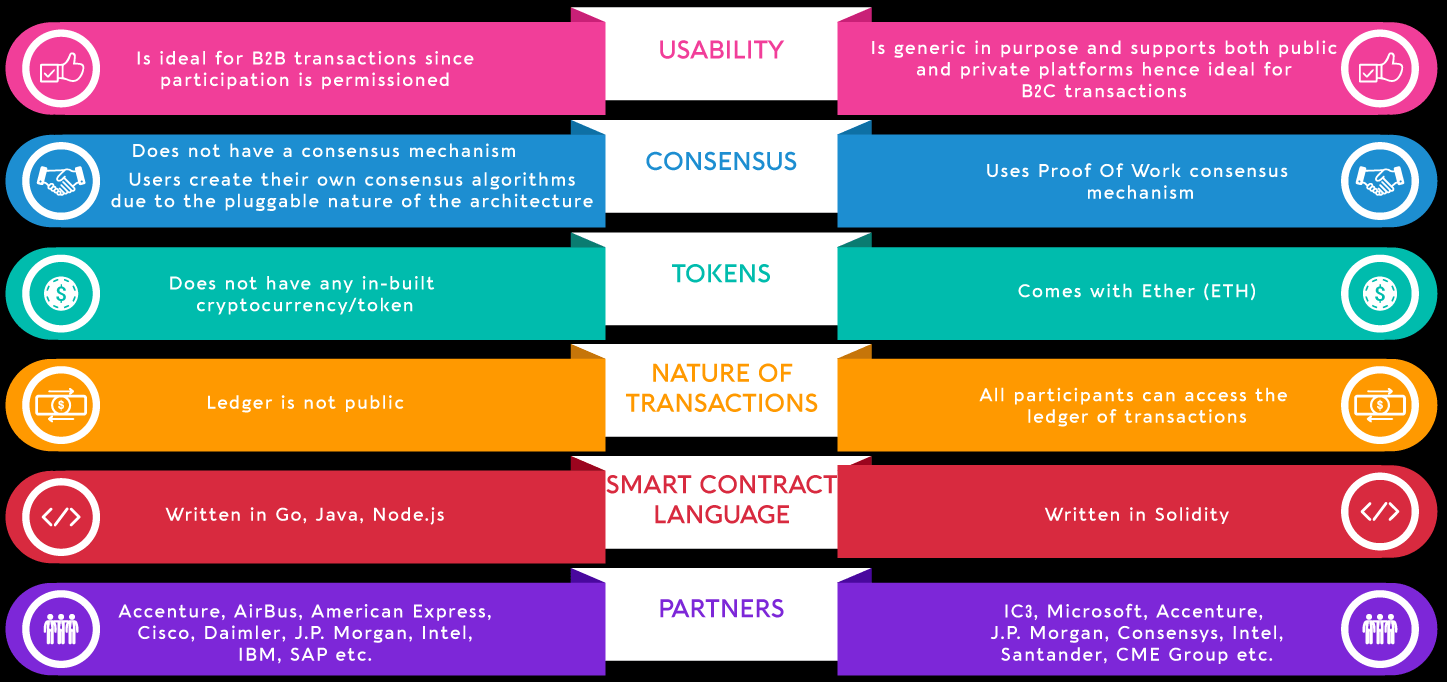 USABILITY
Is ideal for B2B transactions since
participation is permissioned
Is generic in purpose and supports both public
and private platforms hence ideal for
B2C transactions
CONSENSUS
Does not have a consensus mechanism
Users create their own consensus algorithms
due to the pluggable nature of the architecture
Uses Proof Of Work consensus
mechanism
TOKENS
Does not have any in-built
cryptocurrency/token
Comes with Ether (ETH)
NATURE OF
TRANSACTIONS
Ledger is not public
All participants can access the
ledger of transactions
SMART CONTRACT
LANGUAGE
Written in Go, Java, Node.js
Written in Solidity
PARTNERS
Accenture, AirBus, American Express,
Cisco, Daimler, J.P. Morgan, Intel,
IBM, SAP etc.
IC3, Microsoft, Accenture,
J.P. Morgan, Consensys, Intel,
Santander, CME Group etc.